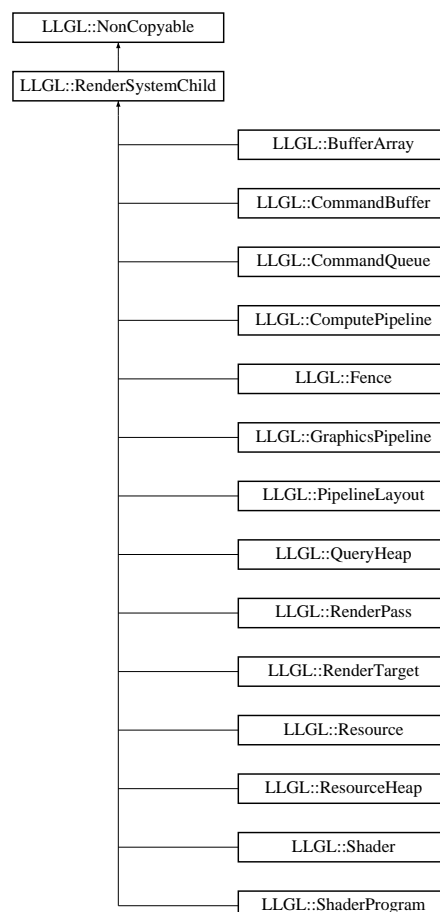 LLGL::NonCopyable
LLGL::RenderSystemChild
LLGL::BufferArray
LLGL::CommandBuffer
LLGL::CommandQueue
LLGL::ComputePipeline
LLGL::Fence
LLGL::GraphicsPipeline
LLGL::PipelineLayout
LLGL::QueryHeap
LLGL::RenderPass
LLGL::RenderTarget
LLGL::Resource
LLGL::ResourceHeap
LLGL::Shader
LLGL::ShaderProgram